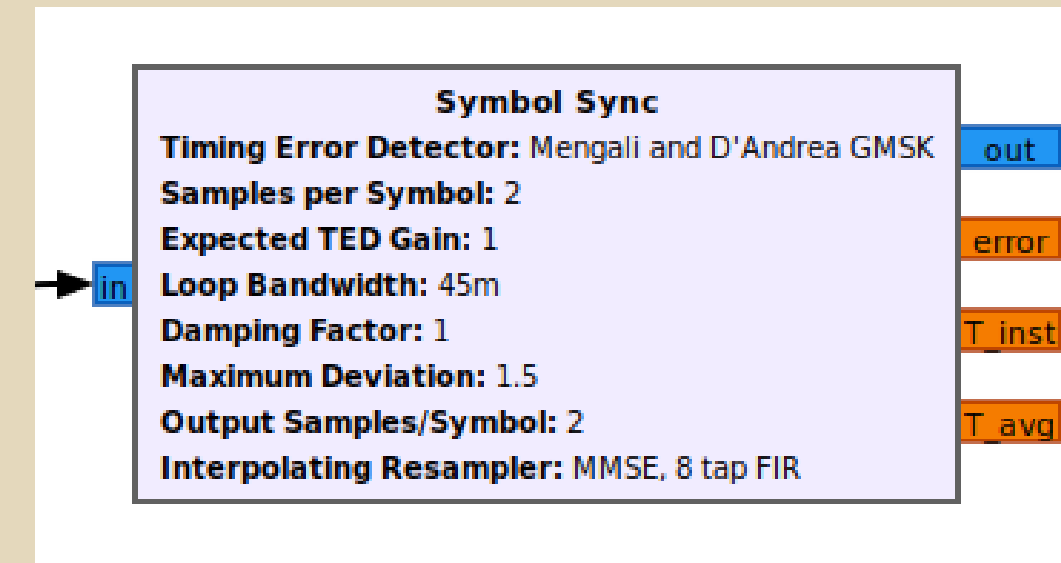 Symbol Sync
Timing Error Detector: Mengali and D'Andrea GMSK
Samples per Symbol: 2
Expected TED Gain: 1
Loop Bandwidth: 45m
Damping Factor: 1
Maximum Deviation: 1.5
Output Samples/Symbol: 2
Interpolating Resampler: MMSE, 8 tap FIR
in
out
error
T_inst
T_avg